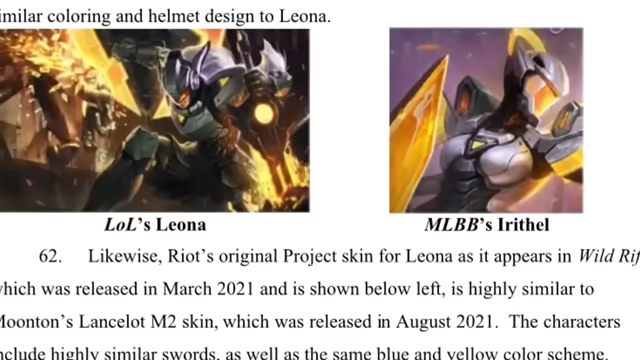 imilar coloring and helmet design to Leona.
LoL's Leona
MLBB's Irithel
62. Likewise, Riot's original Project skin for Leona as it appears in Wild Rif
which was released in March 2021 and is shown below left, is highly similar to
Moonton's Lancelot M2 skin, which was released in August 2021. The characters
include highly similar swords, as well as the same blue and yellow color scheme.